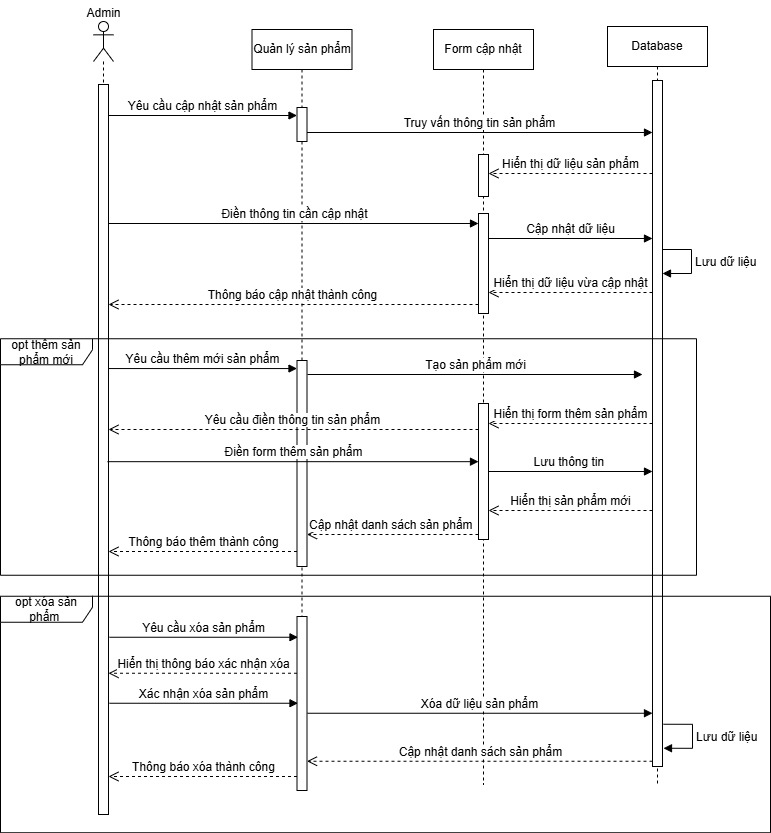 Admin
Quản lý sản phẩm
Form cập nhật
Database
Yêu cầu cập nhật sản phẩm
Truy vấn thông tin sản phẩm
Hiển thị dữ liệu sản phẩm
Điền thông tin cần cập nhật
Cập nhật dữ liệu
Lưu dữ liệu
Hiển thị dữ liệu vừa cập nhật
Thông báo cập nhật thành công
opt thêm sản
phẩm mới
Yêu cầu thêm mới sản phẩm
Tạo sản phẩm mới
Hiển thị form thêm sản phẩm
Yêu cầu điền thông tin sản phẩm
Điền form thêm sản phẩm
Lưu thông tin
Hiển thị sản phẩm mới
Cập nhật danh sách sản phẩm
Thông báo thêm thành công
opt xóa sản
phẩm
Yêu cầu xóa sản phẩm
Hiển thị thông báo xác nhận xóa
Xác nhận xóa sản phẩm
Xóa dữ liệu sản phẩm
Lưu dữ liệu
Cập nhật danh sách sản phẩm
Thông báo xóa thành công